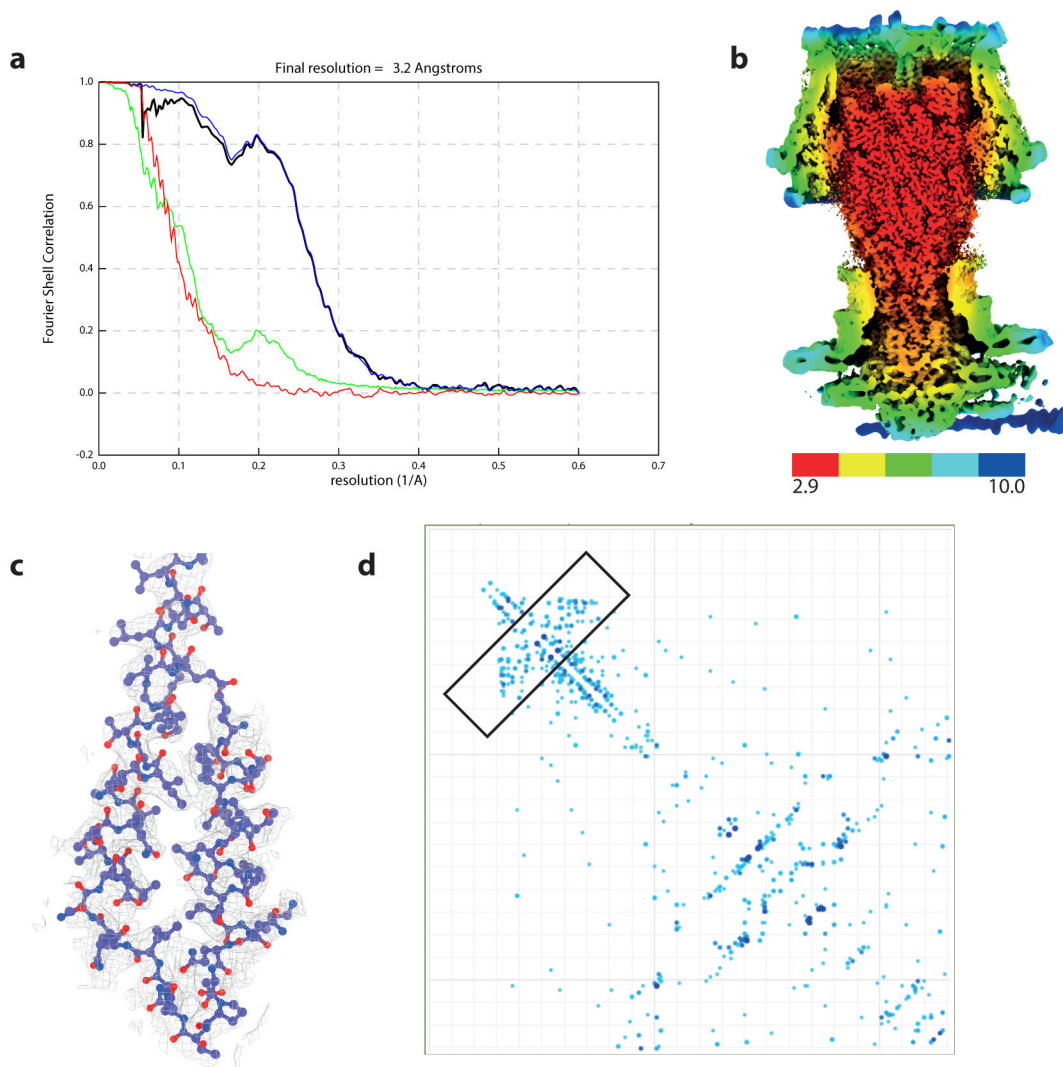 a
Final resolution = 3.2 Angstroms
1.0
0.8
0.6
0.4
0.2
0.0
-0.2
Fourier Shell Correlation
0.0 0.1 0.2 0.3 0.4 0.5 0.6 0.7
resolution (1/A)
b
2.9 10.0
c
d